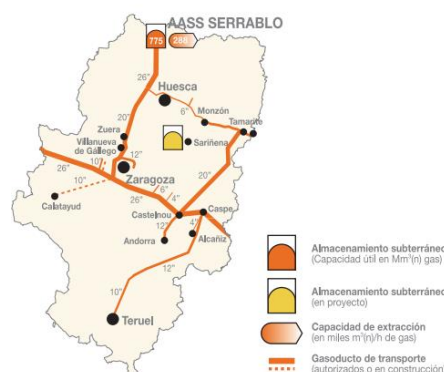 AASS SERRABLO
775
288
26"
Huesca
20"
6"
Monzón
Tamarite
Zuera
Villanueva
de Gállego
12"
Sariñena
10"
Zaragoza
26"
10"
20"
Calatayud
26"
6"
4"
Castelnou
Caspe
12"
4"
Andorra
Alcañiz
12"
10"
Teruel
Almacenamiento subterráneo
(Capacidad útil en Mm³(n) gas)
Almacenamiento subterráneo
(en proyecto)
Capacidad de extracción
(en miles m³(n)/h de gas)
Gasoducto de transporte
(autorizados o en construcción)